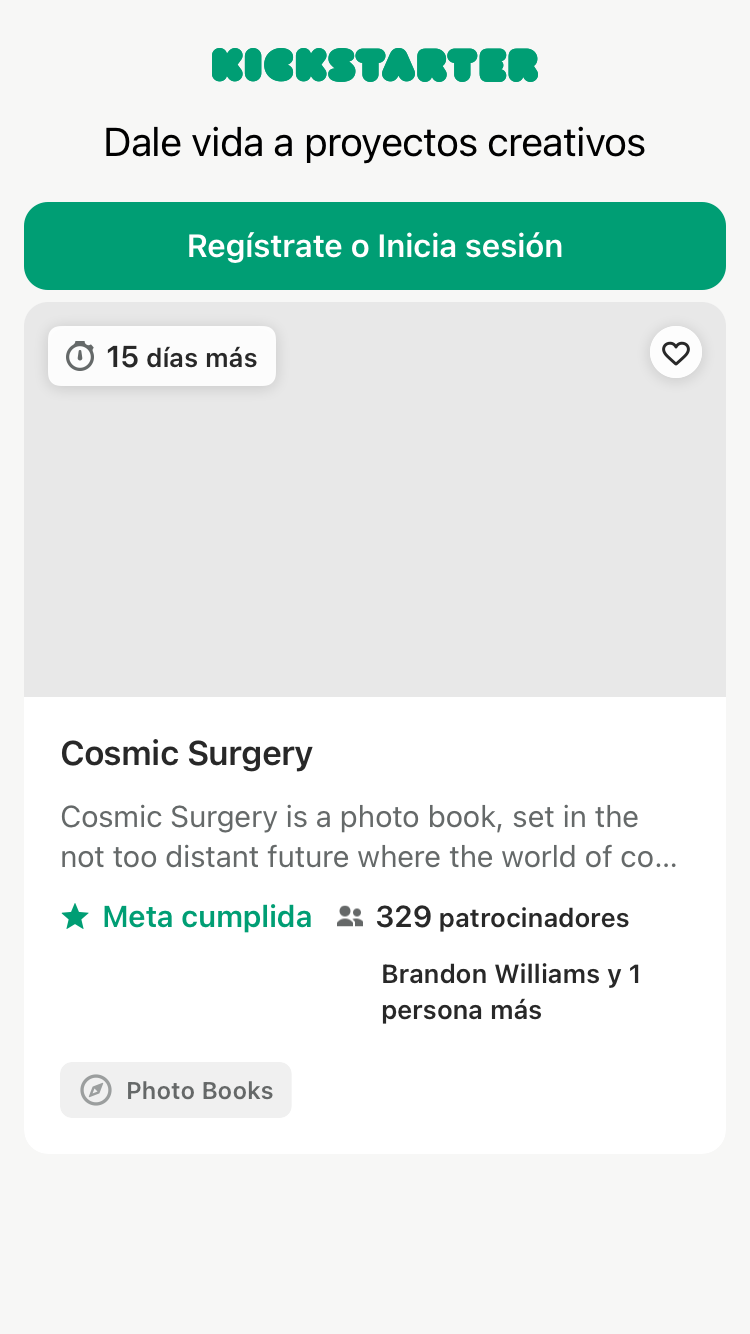 KICKSTARTER
Dale vida a proyectos creativos
Regístrate o Inicia sesión
15 días más
Cosmic Surgery
Cosmic Surgery is a photo book, set in the
not too distant future where the world of co...
Meta cumplida 329 patrocinadores
Brandon Williams y 1
persona más
Photo Books